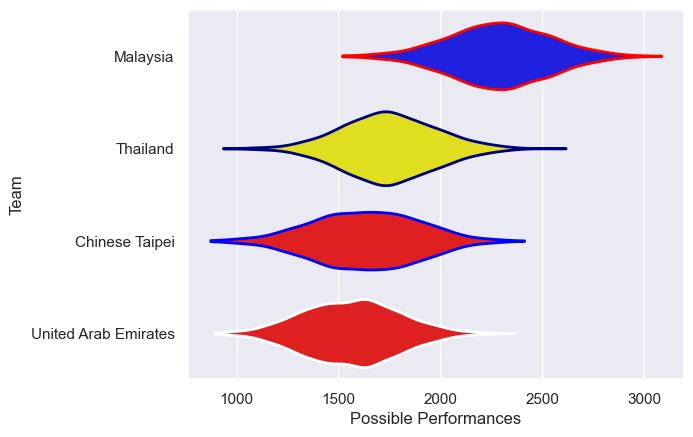 Malaysia
Thailand
Chinese Taipei
United Arab Emirates
Team
1000 1500 2000 2500 3000
Possible Performances